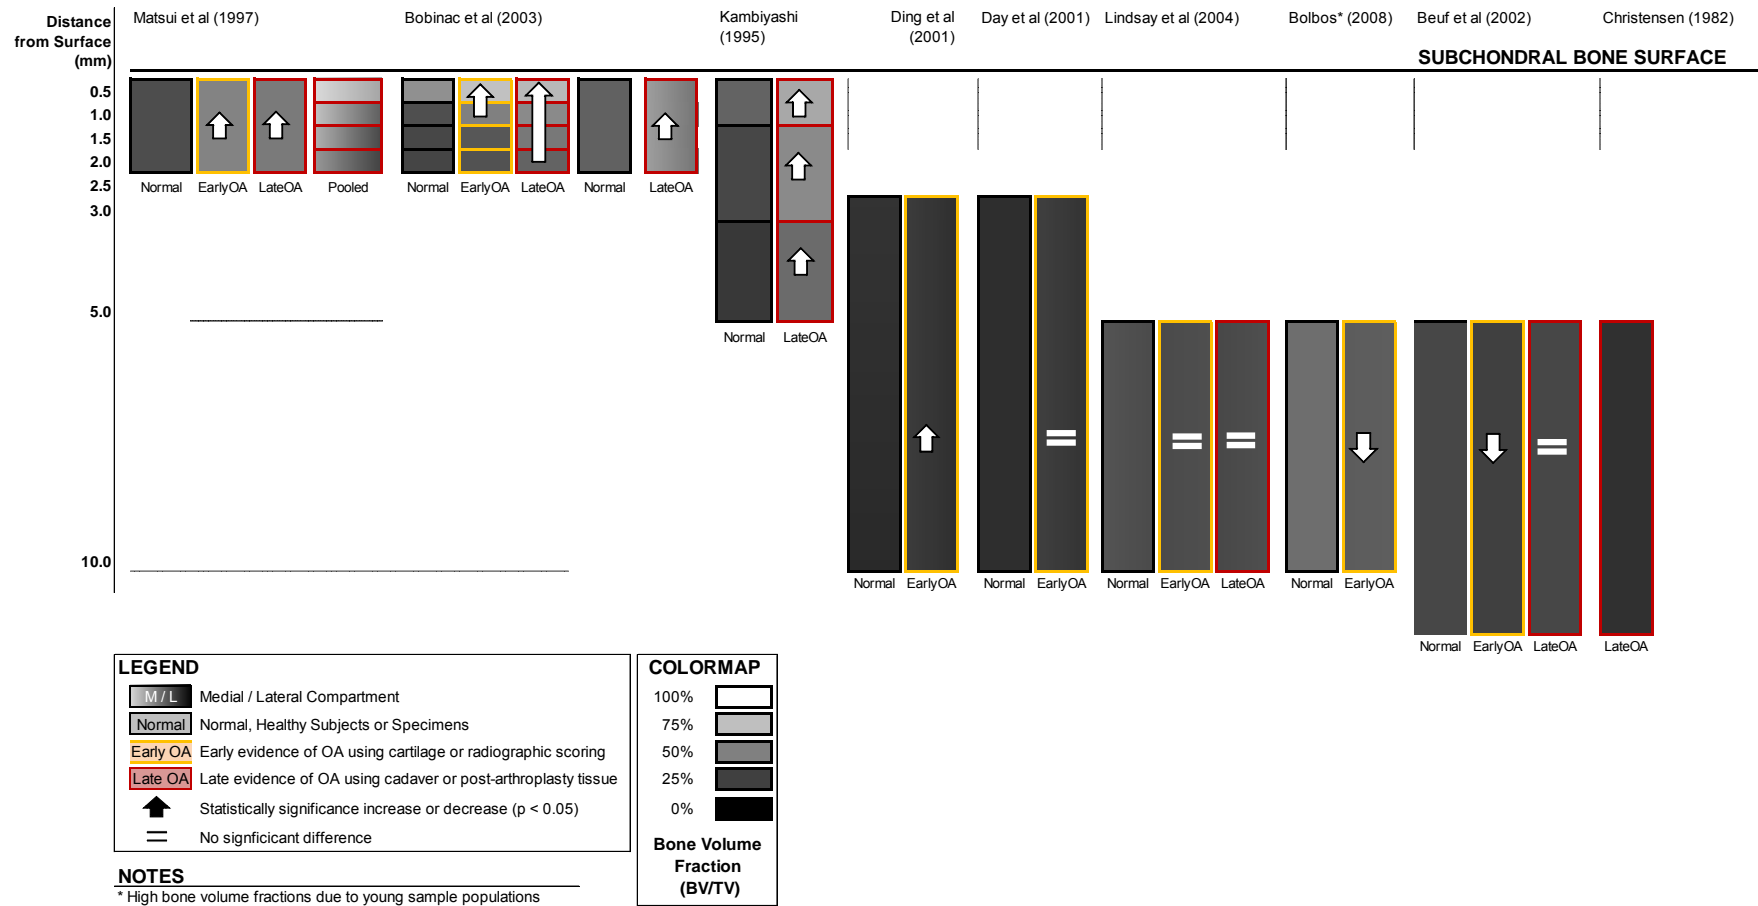 Distance
from Surface
(mm)
Matsui et al (1997)
Bobinac et al (2003)
Kambiyashi
(1995)
Ding et al
(2001)
Day et al (2001)
Lindsay et al (2004)
Bolbos* (2008)
Beuf et al (2002)
Christensen (1982)
SUBCHONDRAL BONE SURFACE
0.5
1.0
1.5
2.0
2.5
3.0
5.0
10.0
Normal EarlyOA LateOA Pooled
Normal EarlyOA LateOA Normal LateOA
Normal LateOA
Normal EarlyOA
Normal EarlyOA
Normal EarlyOA LateOA
Normal EarlyOA
Normal EarlyOA LateOA
LateOA
LEGEND
M / L Medial / Lateral Compartment
Normal Normal, Healthy Subjects or Specimens
Early OA Early evidence of OA using cartilage or radiographic scoring
Late OA Late evidence of OA using cadaver or post-arthroplasty tissue
Statistically significance increase or decrease (p < 0.05)
No signficicant difference
COLORMAP
100%
75%
50%
25%
0%
Bone Volume
Fraction
(BV/TV)
NOTES
* High bone volume fractions due to young sample populations